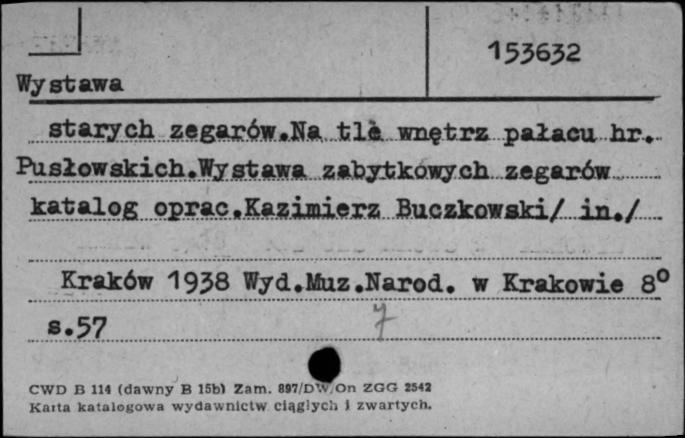 153632
Wystawa
starych zegarów.Na tle wnętrz pałacu hr.
Pusłowskich.Wystawa zabytkowych zegarów
katalog oprac.Kazimierz Buczkowski/ in./
Kraków 1938 Wyd.Muz.Narod. w Krakowie 8°
s.57
7
CWD B 114 (dawny B 15b) Zam. 897/DW/On ZGG 2542
Karta katalogowa wydawnictw ciągłych i zwartych.